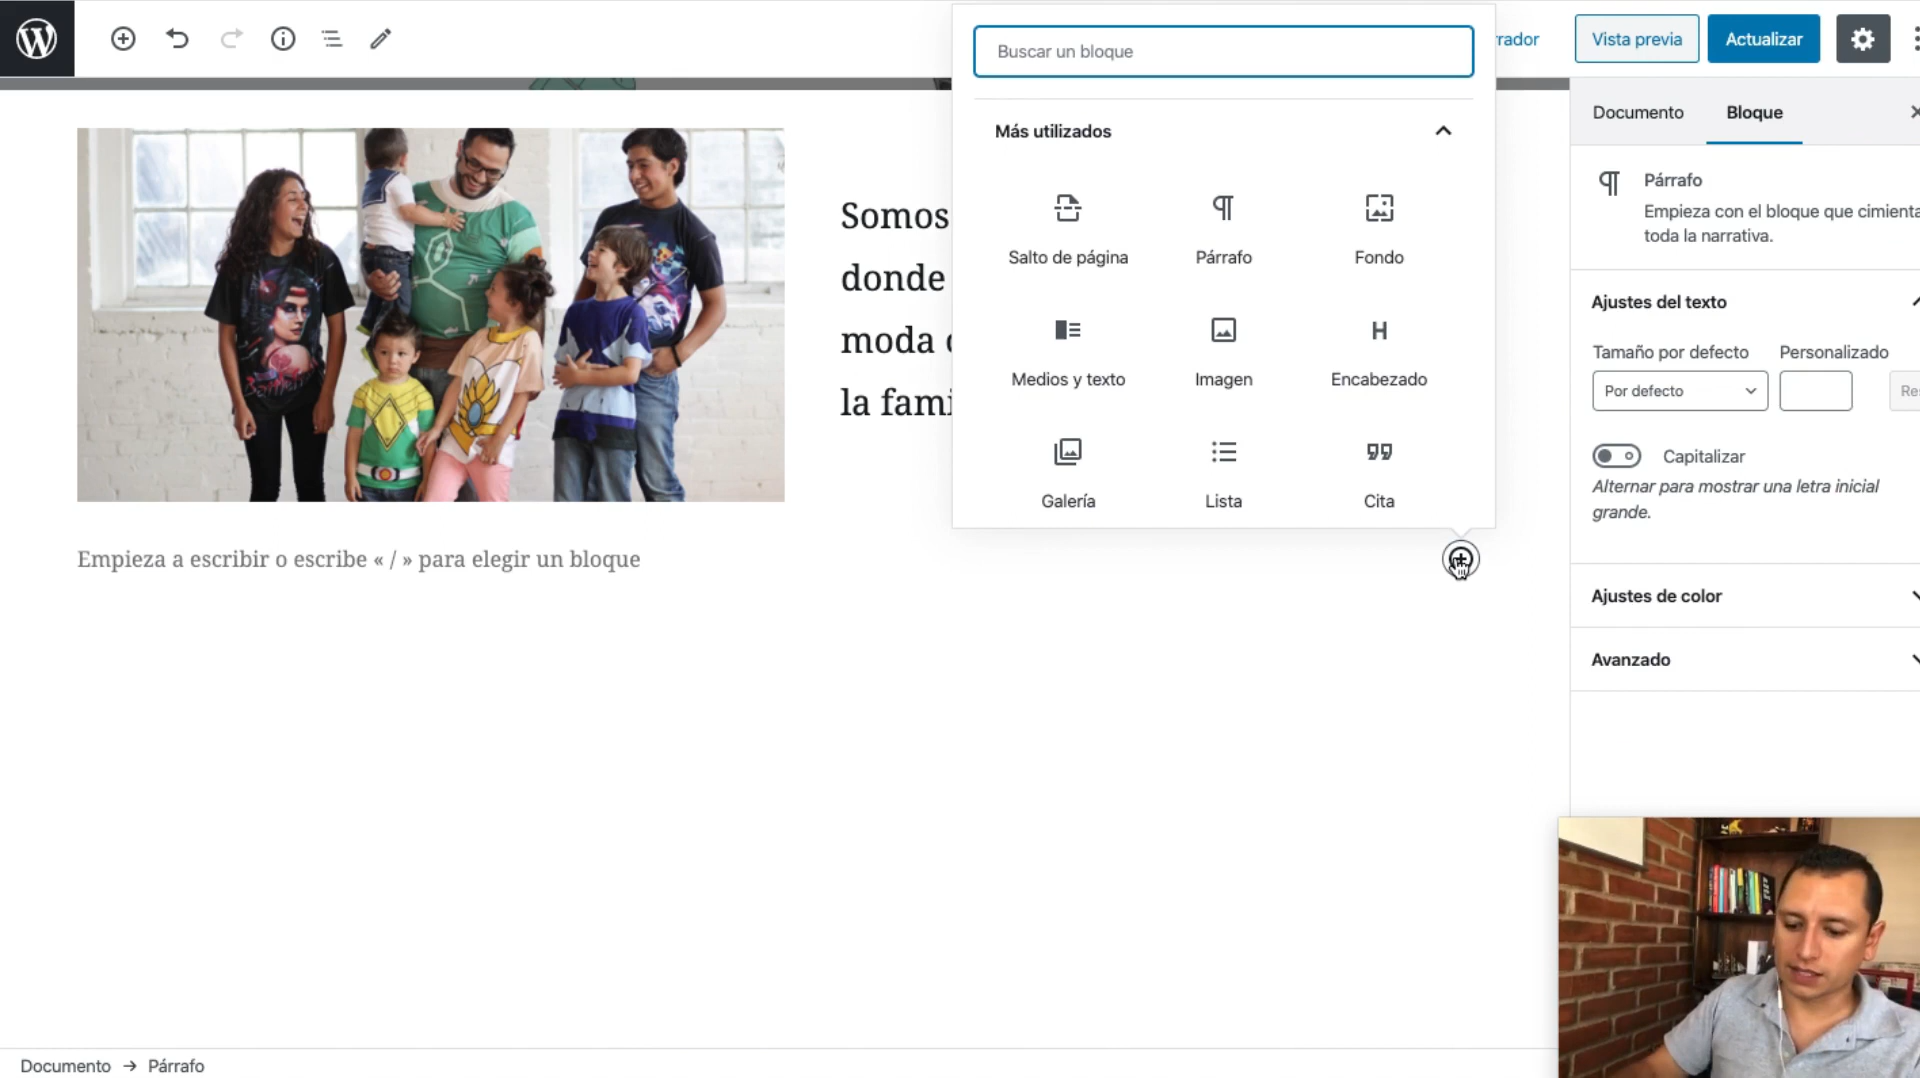 rador
Vista previa
Actualizar
Buscar un bloque
Más utilizados
Salto de página
Párrafo
Fondo
Medios y texto
Imagen
Encabezado
Galería
Lista
Cita
Somos
donde
moda
la fami
Empieza a escribir o escribe « / » para elegir un bloque
Documento
Bloque
Párrafo
Empieza con el bloque que cimienta
toda la narrativa.
Ajustes del texto
Tamaño por defecto
Personalizado
Por defecto
Res
Capitalizar
Alternar para mostrar una letra inicial
grande.
Ajustes de color
Avanzado
Documento → Párrafo